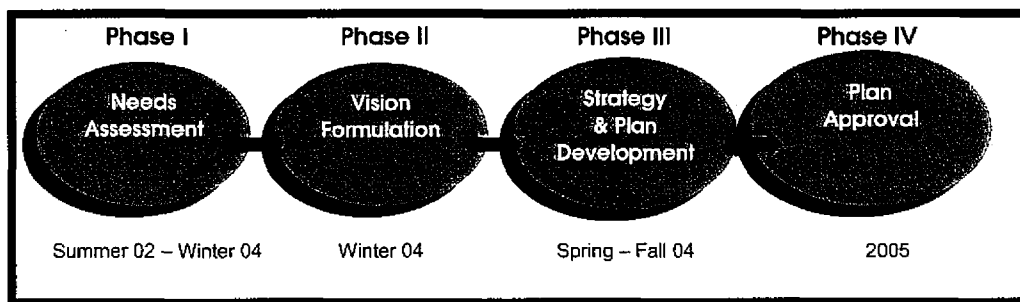 Phase I
Phase II
Phase III
Phase IV
Needs
Assessment
Vision
Formulation
Strategy
& Plan
Development
Plan
Approval
Summer 02 – Winter 04
Winter 04
Spring – Fall 04
2005